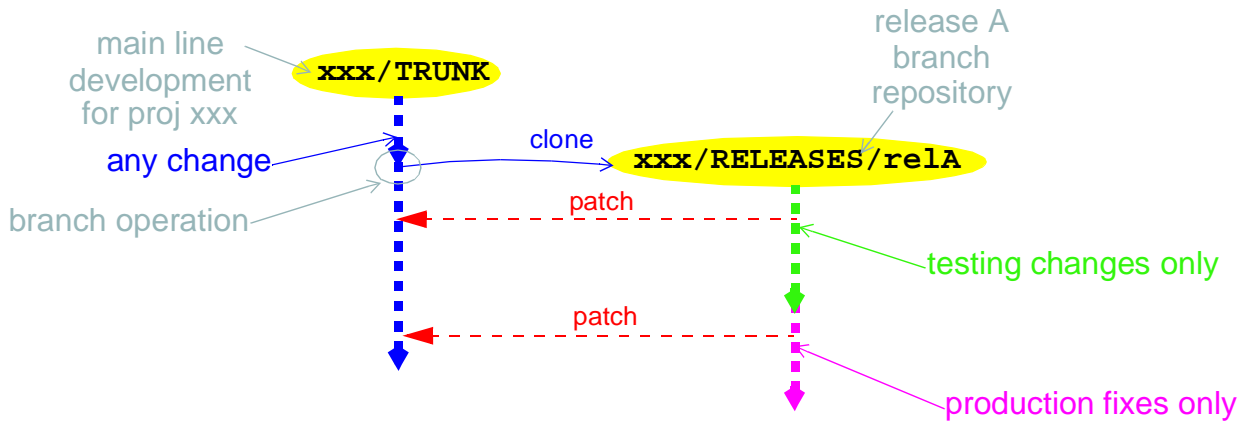 main line
development
for proj xxx
xxx/TRUNK
release A
branch
repository
any change
clone
xxx/RELEASES/relA
branch operation
patch
testing changes only
patch
production fixes only